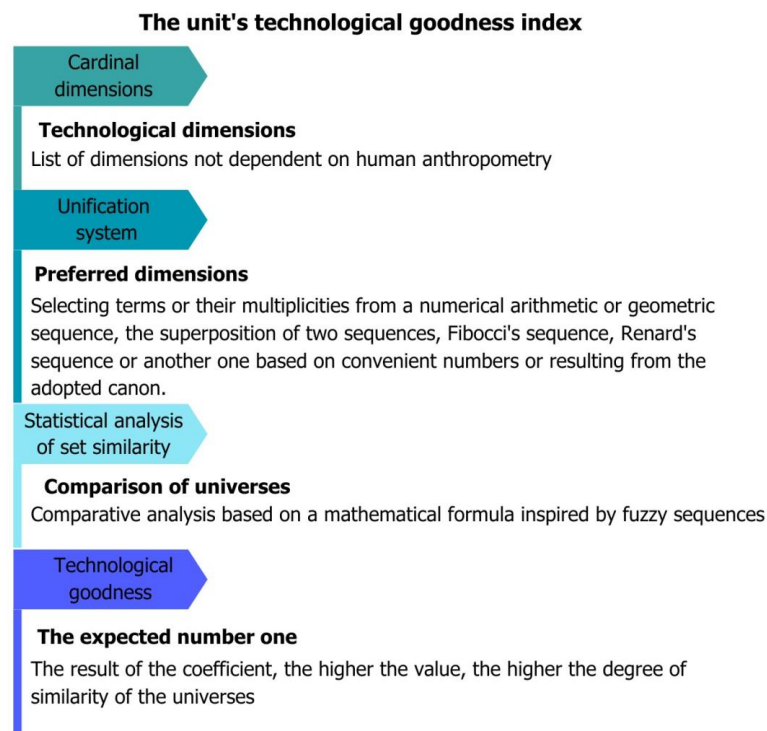 The unit's technological goodness index
Cardinal
dimensions
Technological dimensions
List of dimensions not dependent on human anthropometry
Unification
system
Preferred dimensions
Selecting terms or their multiplicities from a numerical arithmetic or geometric
sequence, the superposition of two sequences, Fibocci's sequence, Renard's
sequence or another one based on convenient numbers or resulting from the
adopted canon.
Statistical analysis
of set similarity
Comparison of universes
Comparative analysis based on a mathematical formula inspired by fuzzy sequences
Technological
goodness
The expected number one
The result of the coefficient, the higher the value, the higher the degree of
similarity of the universes